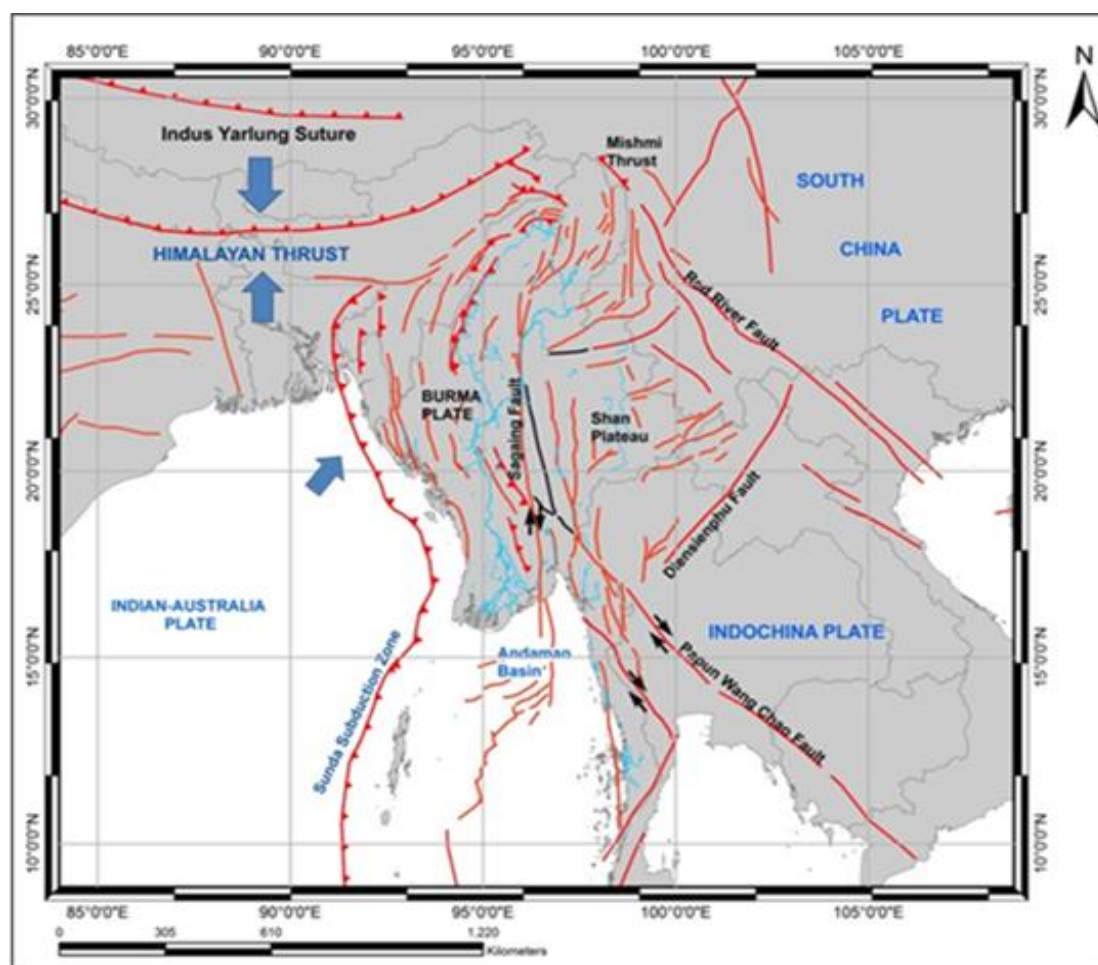 85°0'0"E 90°0'0"E 95°0'0"E 100°0'0"E 105°0'0"E
N
30°0'0"N
30°0'0"N
Indus Yarlung Suture
Mishmi
Thrust
SOUTH
HIMALAYAN THRUST
CHINA
25°0'0"N
25°0'0"N
Red River Fault
PLATE
BURMA
PLATE
Sagaing Fault
Shan
Plateau
20°0'0"N
20°0'0"N
Diensienphu Fault
INDIAN-AUSTRALIA
PLATE
INDOCHINA PLATE
15°0'0"N
15°0'0"N
Andaman
Basin'
Sunda Subduction Zone
Papun Wang Chao Fault
10°0'0"N
10°0'0"N
85°0'0"E 90°0'0"E 95°0'0"E 100°0'0"E 105°0'0"E
0 305 610 1,220
Kilometers